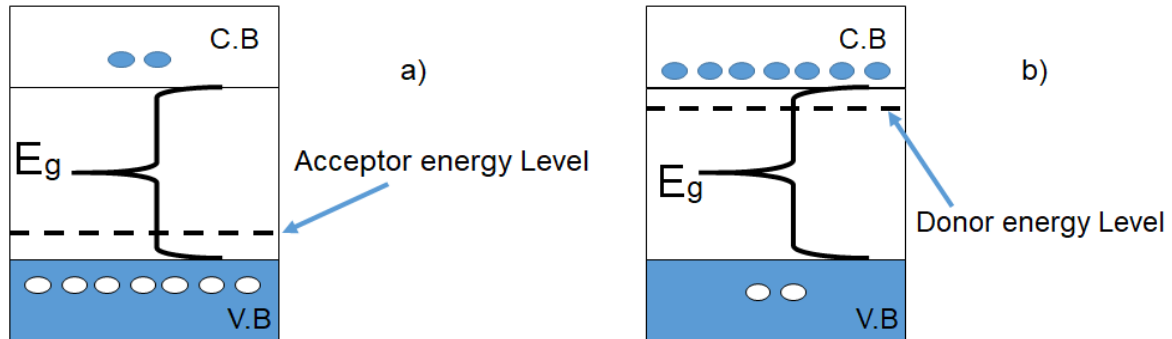 C.B
a)
Eg
Acceptor energy Level
V.B
C.B
b)
Eg
Donor energy Level
V.B